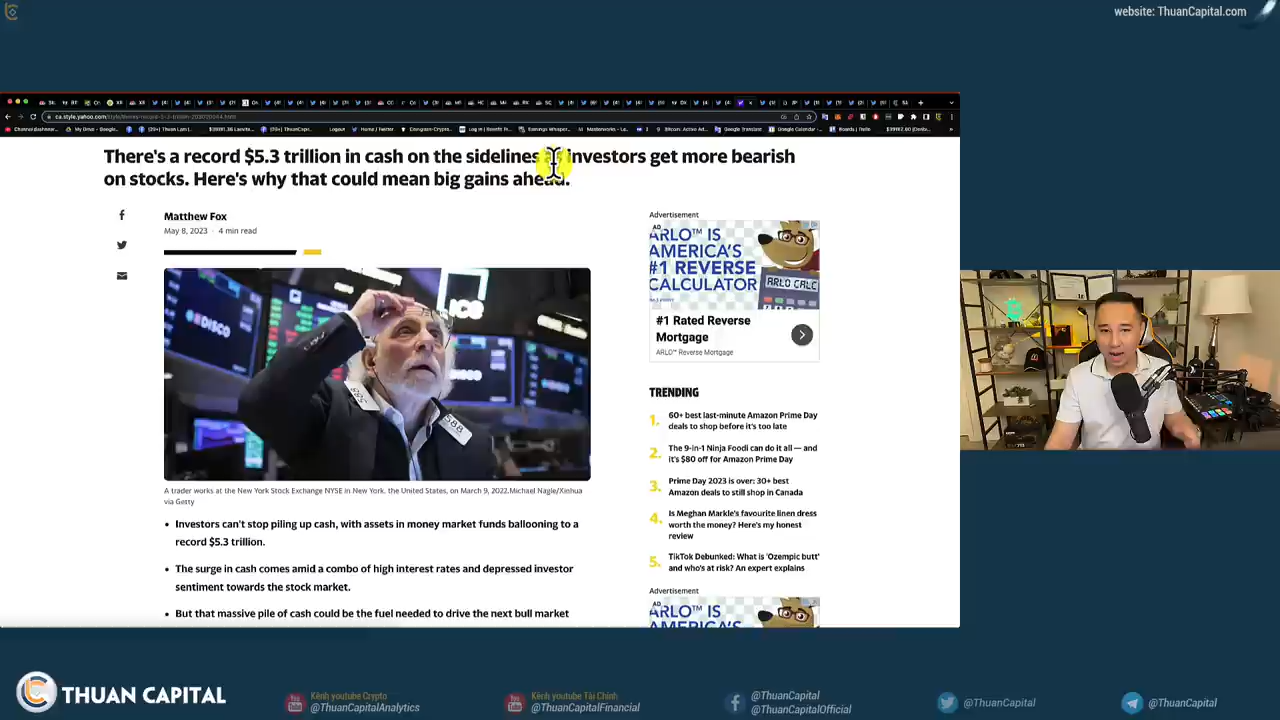 website: ThuanCapital.com
There's a record $5.3 trillion in cash on the sidelines as investors get more bearish
on stocks. Here's why that could mean big gains ahead.
Matthew Fox
May 8, 2023 · 4 min read
Advertisement
AD
ARLO™ IS
AMERICA'S
#1 REVERSE
CALCULATOR
ARLO CALC
#1 Rated Reverse
Mortgage
ARLO™ Reverse Mortgage
DISCO
ICS
588
A trader works at the New York Stock Exchange NYSE in New York, the United States, on March 9, 2022.Michael Nagle/Xinhua
via Getty
• Investors can't stop piling up cash, with assets in money market funds ballooning to a
record $5.3 trillion.
• The surge in cash comes amid a combo of high interest rates and depressed investor
sentiment towards the stock market.
• But that massive pile of cash could be the fuel needed to drive the next bull market
TRENDING
1. 60+ best last-minute Amazon Prime Day
deals to shop before it's too late
2. The 9-in-1 Ninja Foodi can do it all — and
it's $80 off for Amazon Prime Day
3. Prime Day 2023 is over: 30+ best
Amazon deals to still shop in Canada
4. Is Meghan Markle's favourite linen dress
worth the money? Here's my honest
review
5. TikTok Debunked: What is 'Ozempic butt'
and who's at risk? An expert explains
Advertisement
AD
ARLO™ IS
AMERICA'S
THUAN CAPITAL
Kênh youtube Crypto
@ThuanCapitalAnalytics
Kênh youtube Tài Chính
@ThuanCapitalFinancial
@ThuanCapital
@ThuanCapitalOfficial
@ThuanCapital
@ThuanCapital